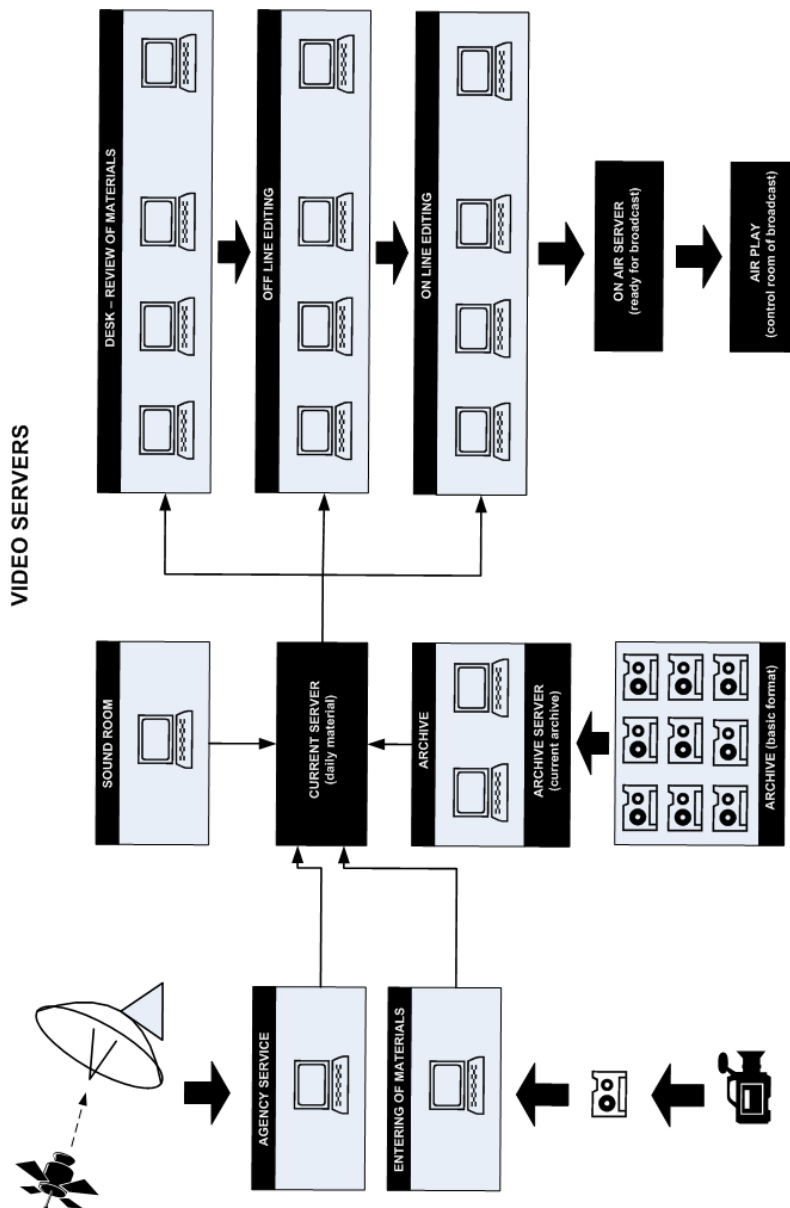 VIDEO SERVERS
AGENCY SERVICE
ENTERING OF MATERIALS
SOUND ROOM
CURRENT SERVER
(daily material)
ARCHIVE
ARCHIVE SERVER
(current archive)
ARCHIVE (basic format)
DESK – REVIEW OF MATERIALS
OFF LINE EDITING
ON LINE EDITING
ON AIR SERVER
(ready for broadcast)
AIR PLAY
(control room of broadcast)